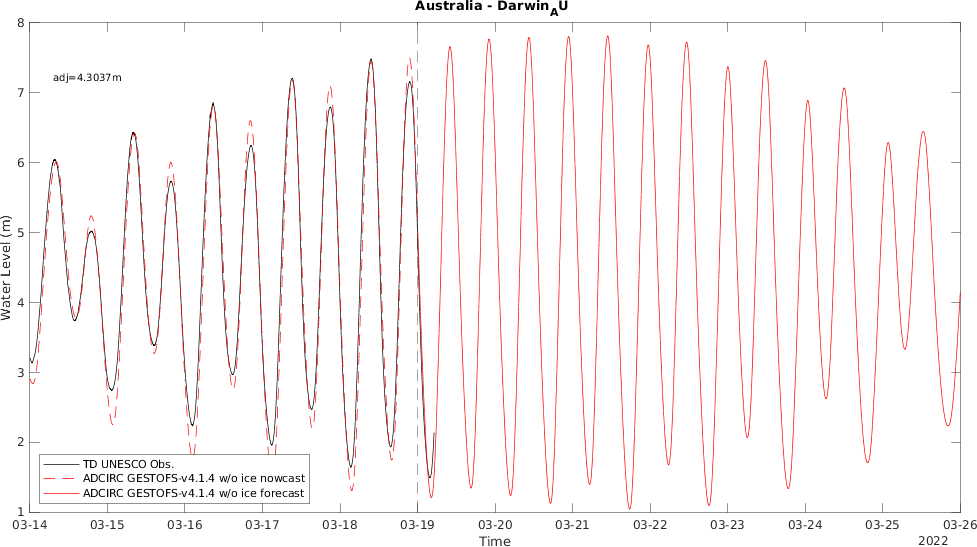 Australia - DarwinAU
8
adj=4.3037m
7
6
5
Water Level (m)
4
3
2
TD UNESCO Obs.
ADCIRC GESTOFS-v4.1.4 w/o ice nowcast
ADCIRC GESTOFS-v4.1.4 w/o ice forecast
1
03-14 03-15 03-16 03-17 03-18 03-19 03-20 03-21 03-22 03-23 03-24 03-25 03-26
Time
2022